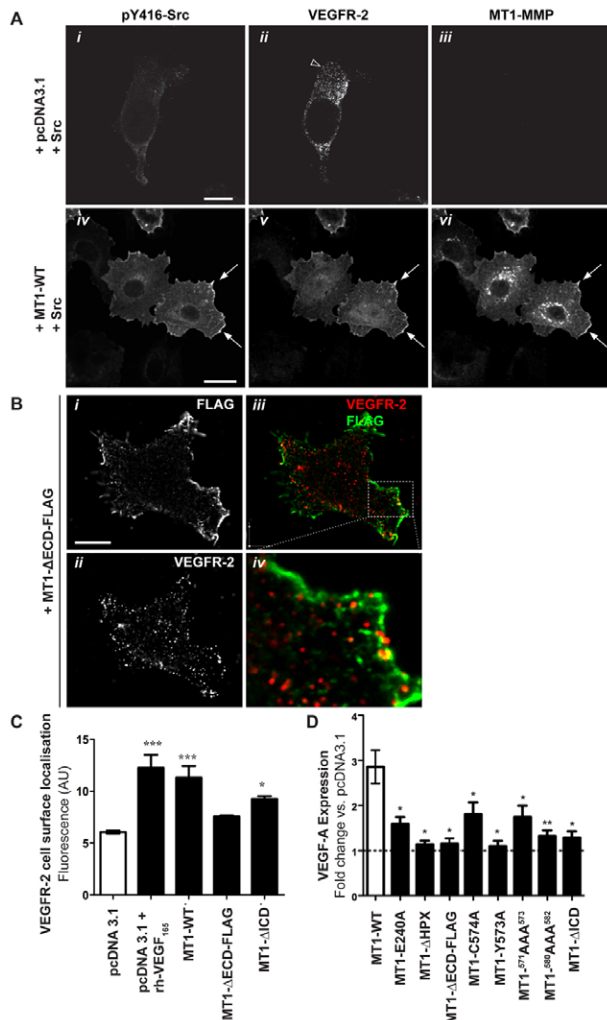 A
pY416-Src VEGFR-2 MT1-MMP
+ pcDNA3.1
+ Src
i ii iii
+ MT1-WT
+ Src
iv v vi
B
+ MT1-ΔECD-FLAG
i FLAG
iii VEGFR-2
FLAG
ii VEGFR-2
iv
C
VEGFR-2 cell surface localisation
Fluorescence (AU)
15
10
5
0
*** *** *
pcDNA 3.1
pcDNA 3.1 +
rh-VEGF165
MT1-WT
MT1-ΔECD-FLAG
MT1-ΔICD
D
VEGF-A Expression
Fold change vs. pcDNA3.1
4
3
2
1
0
* * * * * * ** *
MT1-WT
MT1-E240A
MT1-ΔHPX
MT1-ΔECD-FLAG
MT1-C574A
MT1-Y573A
MT1-571AAA573
MT1-580AAA582
MT1-ΔICD